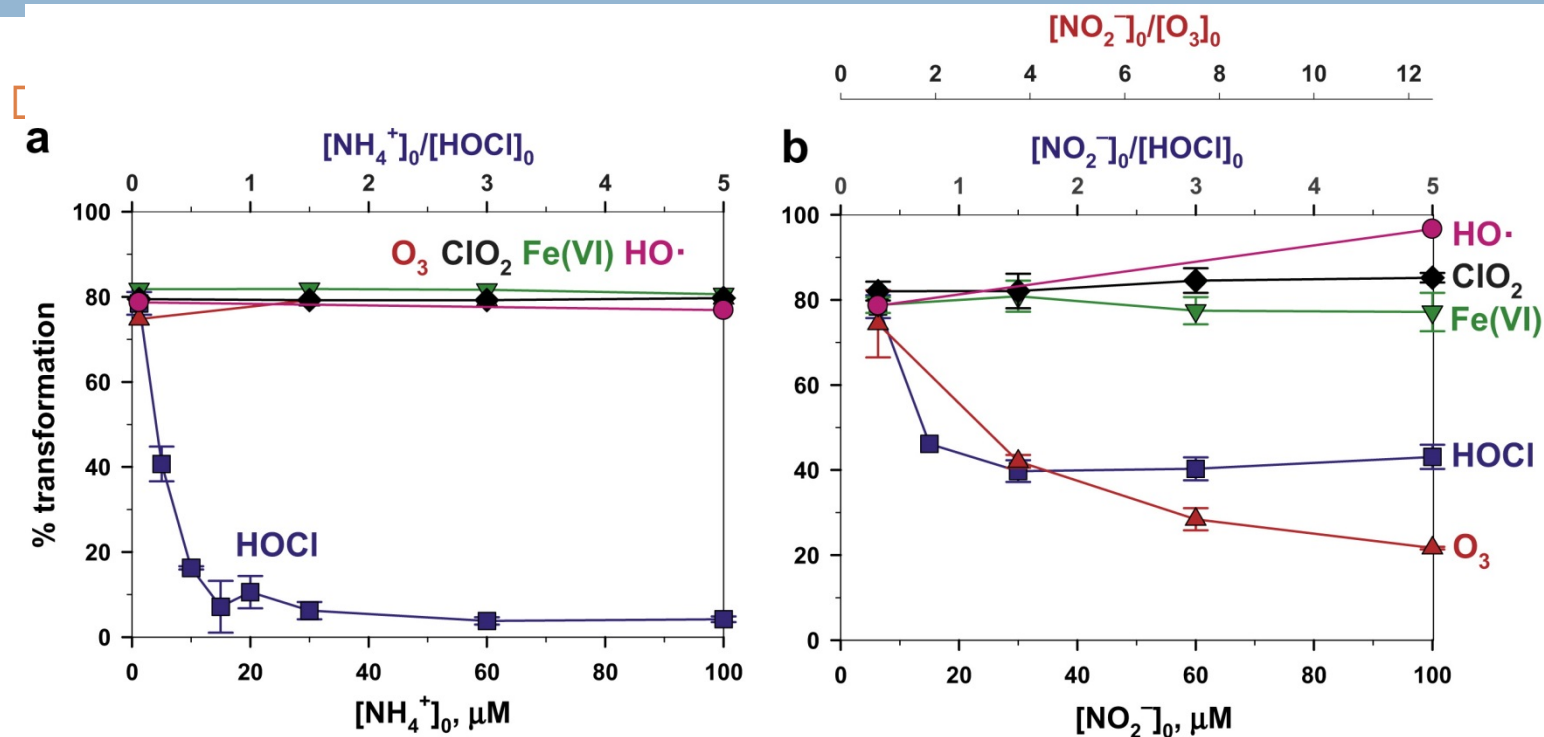 [NO₂⁻]₀/[O₃]₀
0 2 4 6 8 10 12
a
[NH₄⁺]₀/[HOCl]₀
0 1 2 3 4 5
% transformation
100
80
60
40
20
0
O₃ ClO₂ Fe(VI) HO·
HOCl
0 20 40 60 80 100
[NH₄⁺]₀, μM
b
[NO₂⁻]₀/[HOCl]₀
0 1 2 3 4 5
100
80
60
40
20
0
HO·
ClO₂
Fe(VI)
HOCl
O₃
0 20 40 60 80 100
[NO₂⁻]₀, μM